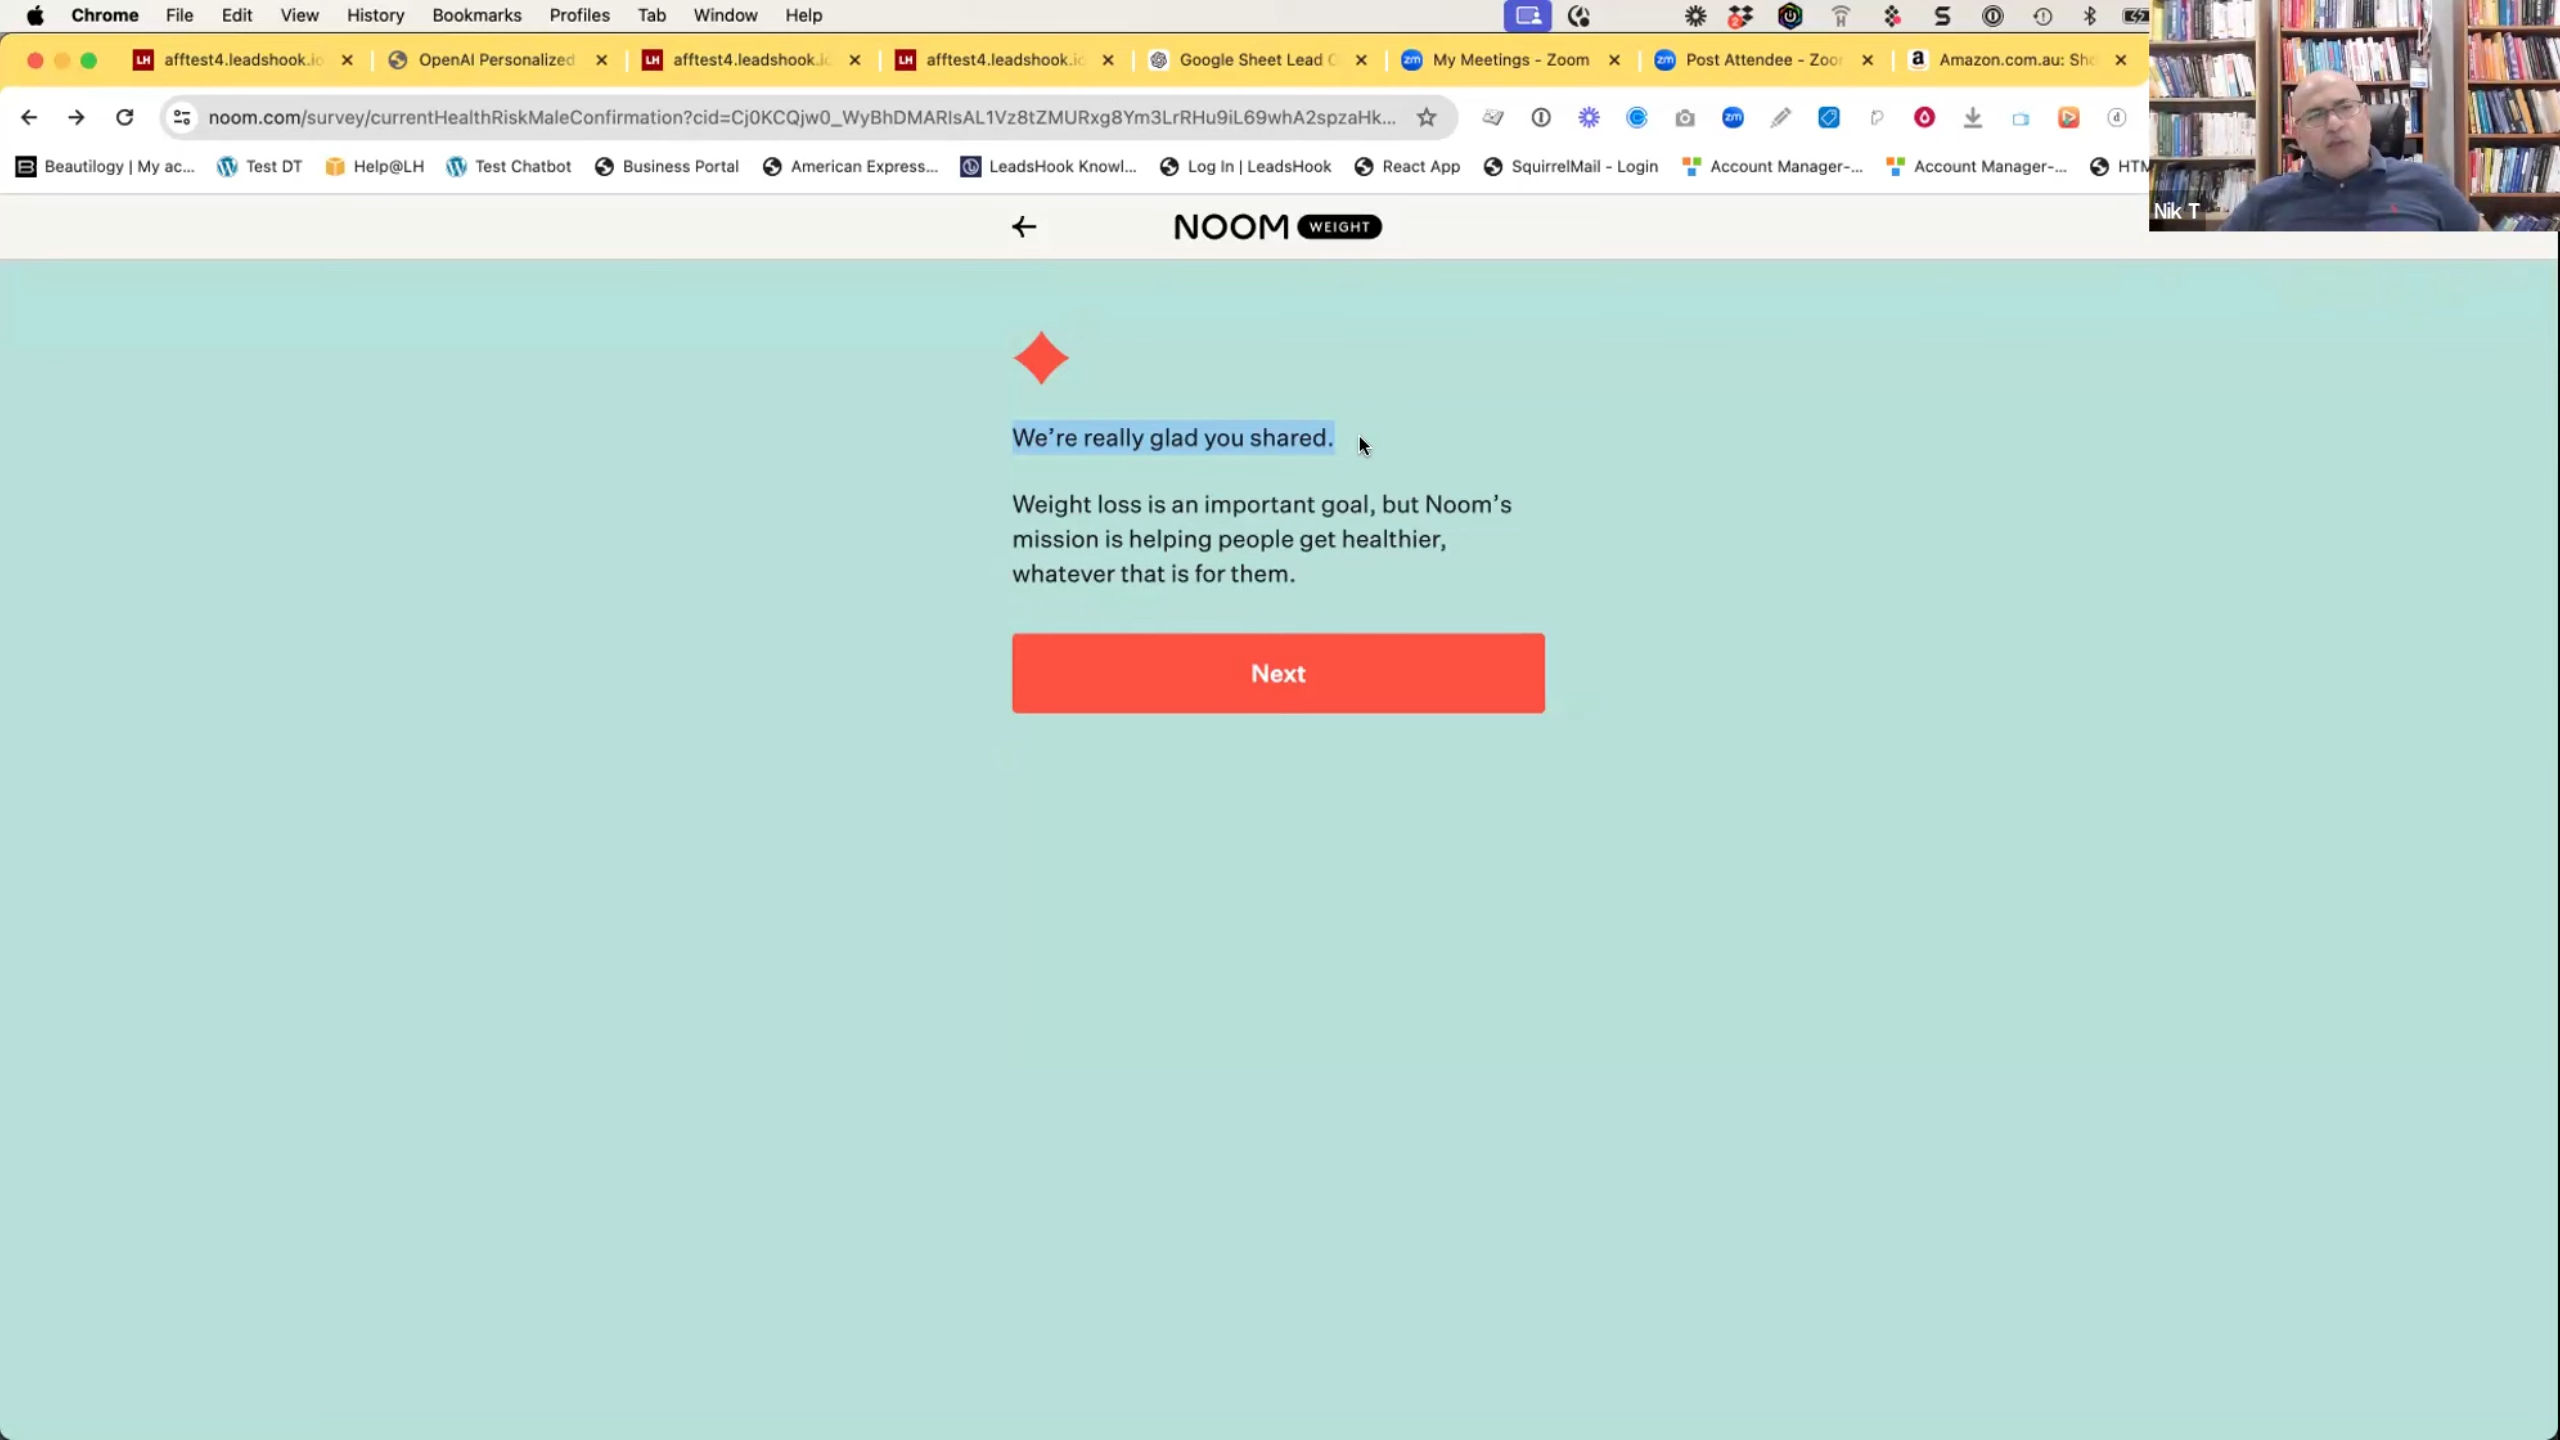 Chrome File Edit View History Bookmarks Profiles Tab Window Help
afftest4.leadshook.io OpenAI Personalized afftest4.leadshook.io afftest4.leadshook.io Google Sheet Lead G My Meetings - Zoom Post Attendee - Zoom Amazon.com.au: Sh
noom.com/survey/currentHealthRiskMaleConfirmation?cid=Cj0KCQjw0_WyBhDMARIsAL1Vz8tZMURxg8Ym3LrRHu9iL69whA2spzaHk...
Beautilogy | My ac... Test DT Help@LH Test Chatbot Business Portal American Express... LeadsHook Knowl... Log In | LeadsHook React App SquirrelMail - Login Account Manager-... Account Manager-... HTM
Nik T
NOOM WEIGHT
We're really glad you shared.
Weight loss is an important goal, but Noom's
mission is helping people get healthier,
whatever that is for them.
Next